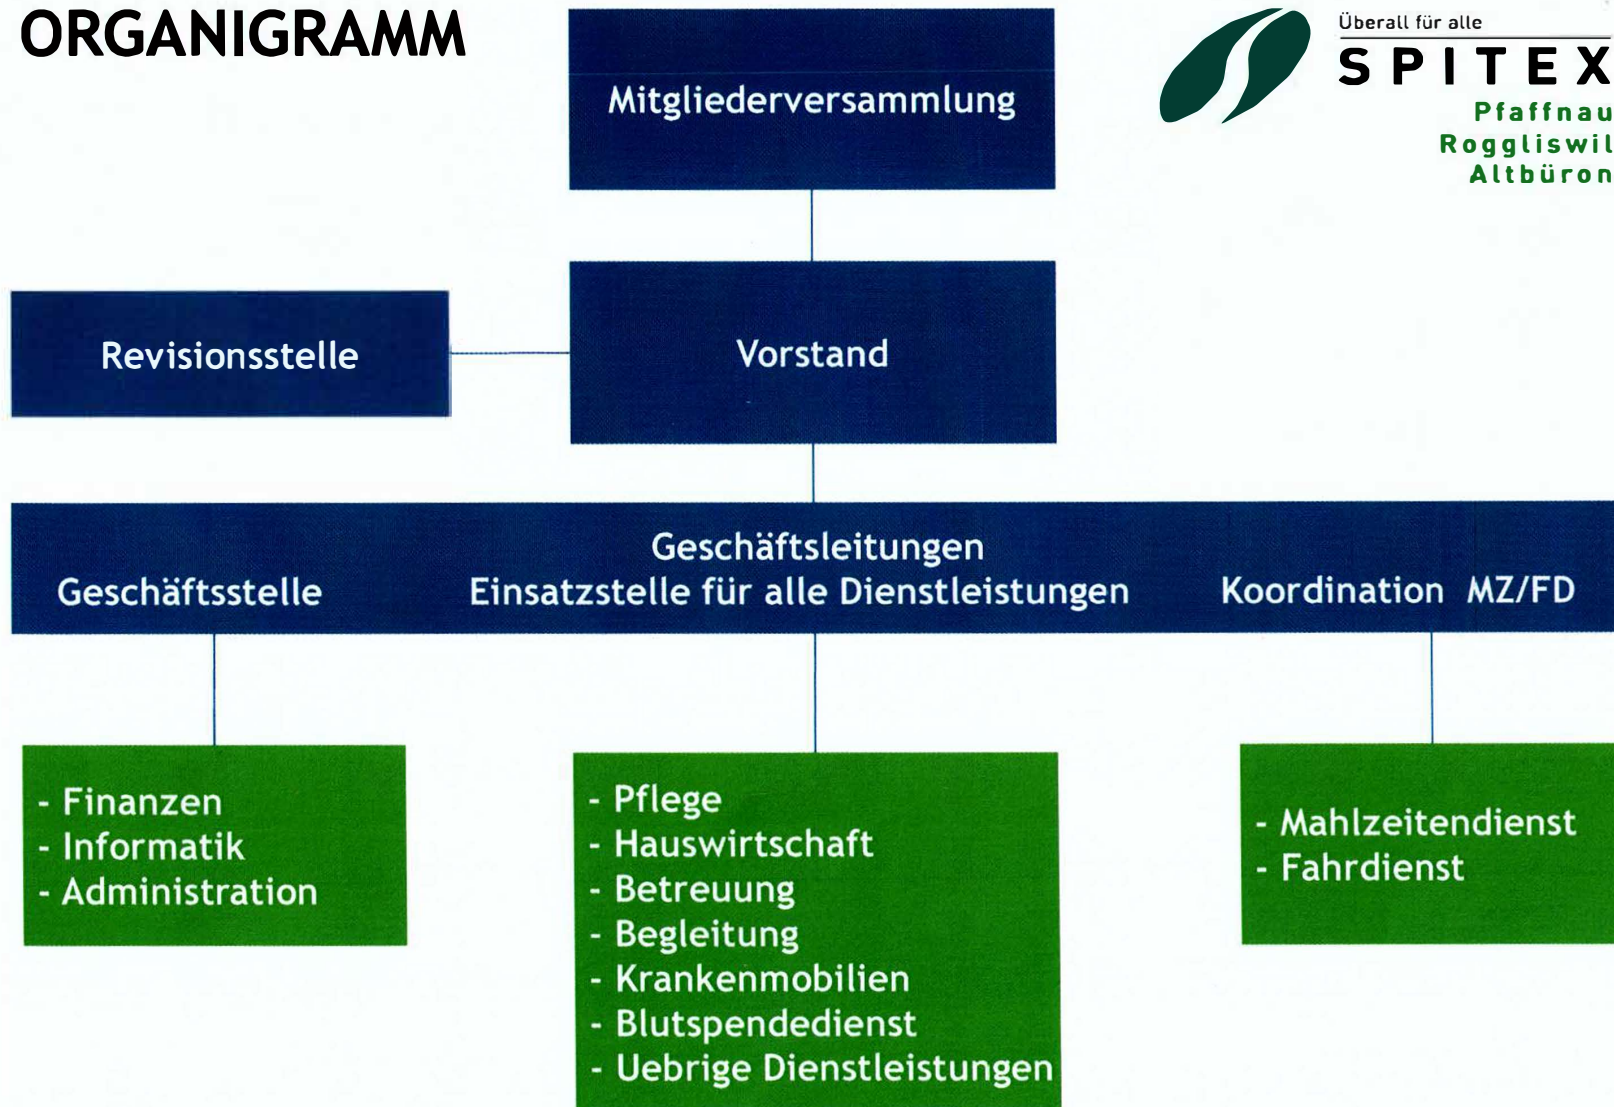 ORGANIGRAMM
Überall für alle
SPITEX
Pfaffnau
Roggliswil
Altbüron
Mitgliederversammlung
Revisionsstelle
Vorstand
Geschäftsleitungen
Geschäftsstelle
Einsatzstelle für alle Dienstleistungen
Koordination MZ/FD
- Finanzen
- Informatik
- Administration
- Pflege
- Hauswirtschaft
- Betreuung
- Begleitung
- Krankenmobilien
- Blutspendedienst
- Uebrige Dienstleistungen
- Mahlzeitendienst
- Fahrdienst